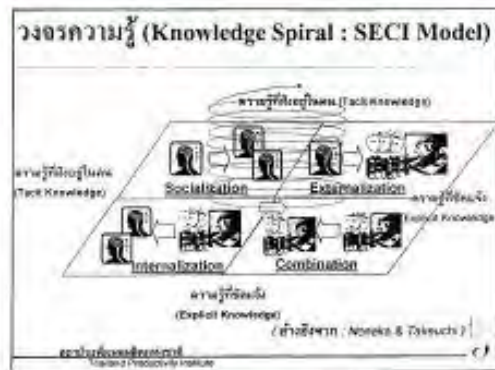 วงจรความรู้ (Knowledge Spiral : SECI Model)
ความรู้ที่ฝังอยู่ในคน (Tacit Knowledge)
ความรู้ที่ฝังอยู่ในคน
(Tacit Knowledge)
Socialization
Externalization
ความรู้ที่ชัดแจ้ง
(Explicit Knowledge)
Internalization
Combination
ความรู้ที่ชัดแจ้ง
(Explicit Knowledge)
(อ้างอิงจาก : Nonaka & Takeuchi)
สถาบันเพิ่มผลผลิตแห่งชาติ
Thailand Productivity Institute